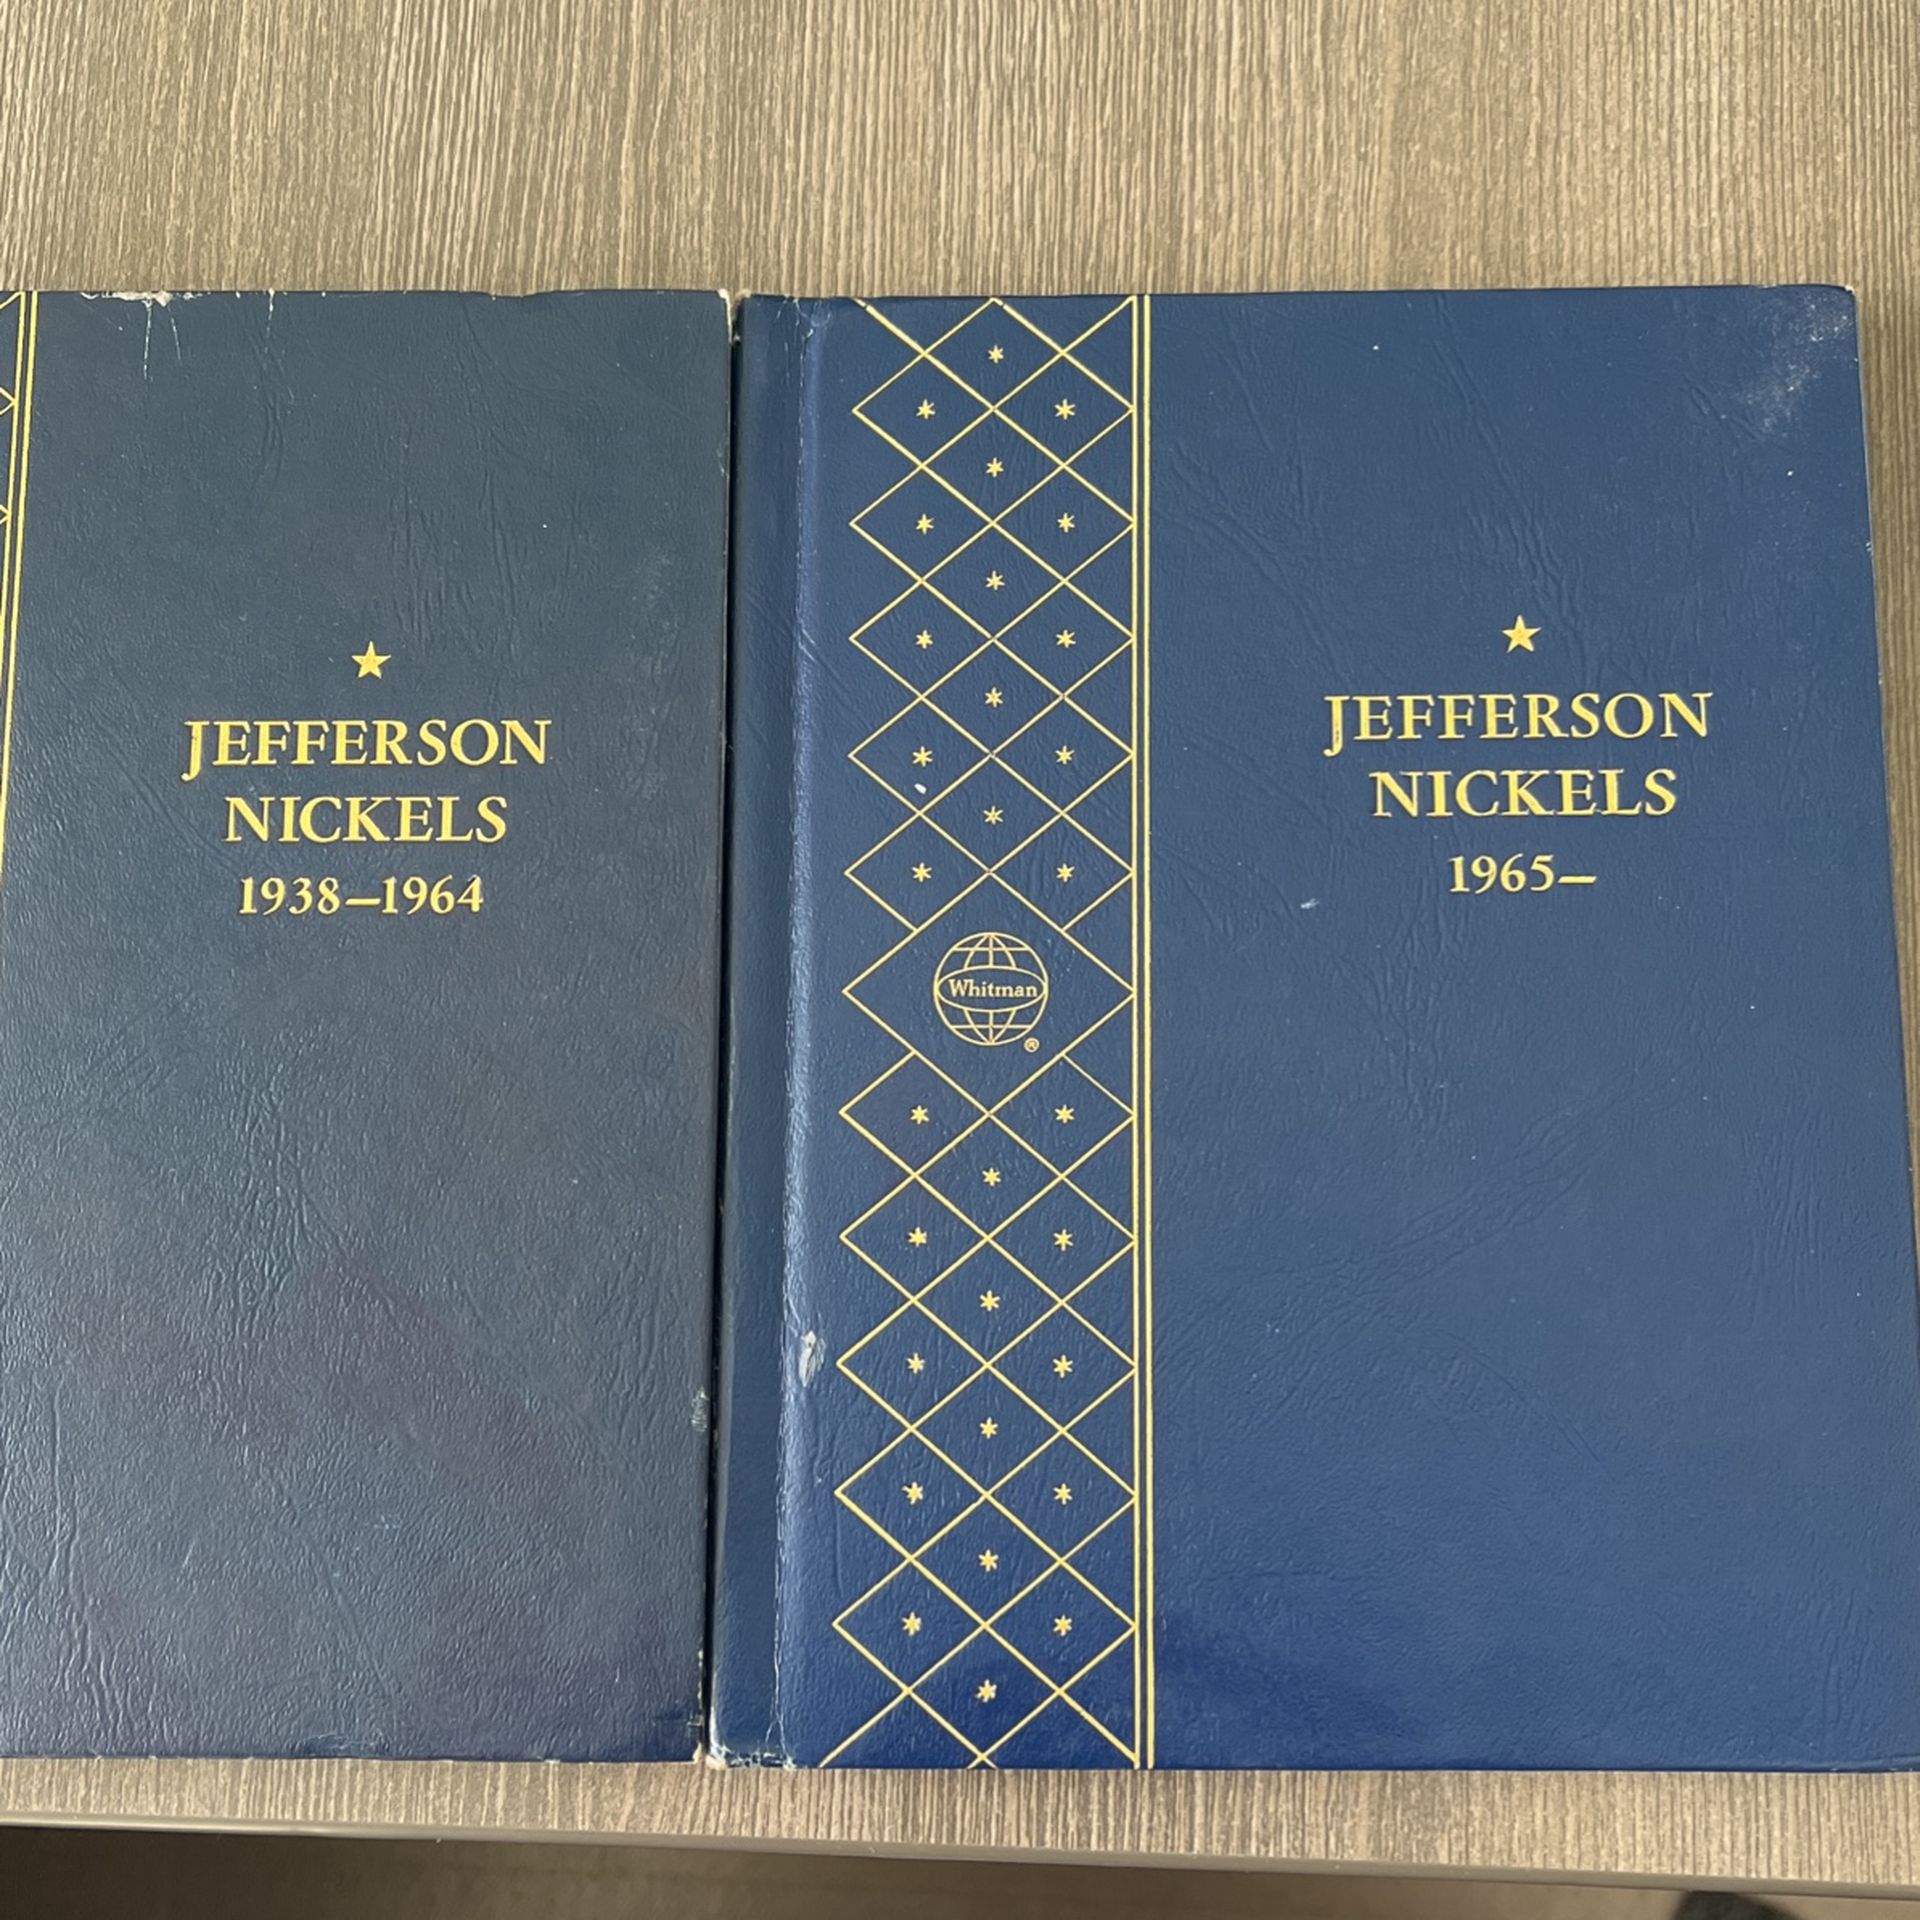 JEFFERSON
NICKELS
1938–1964
Whitman
®
JEFFERSON
NICKELS
1965–